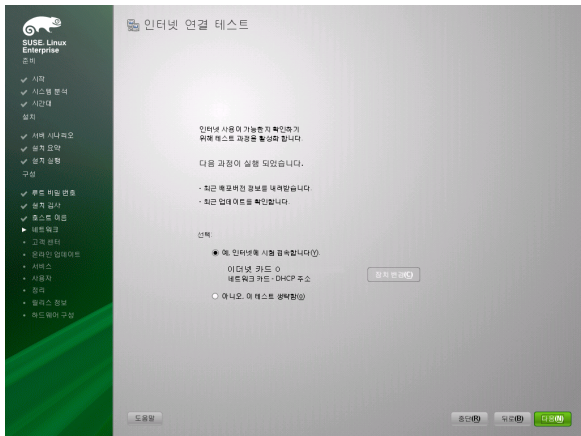 SUSE. Linux
Enterprise
준비
시작
시스템 분석
시간대
설치
서버 시나리오
설치 요약
설치 실행
구성
루트 비밀 번호
설치 검사
호스트 이름
네트워크
고객 센터
온라인 업데이트
서비스
사용자
정리
릴리스 정보
하드웨어 구성
인터넷 연결 테스트
인터넷 사용이 가능한지 확인하기
위해 테스트 과정을 활성화 합니다.
다음 과정이 실행 되었습니다.
· 최근 배포버전 정보를 내려받습니다.
· 최근 업데이트를 확인합니다.
선택:
예, 인터넷에 시험 접속합니다(Y).
이더넷 카드 0
네트워크 카드 - DHCP 주소
장치 변경(C)
아니오. 이 테스트 생략함(o)
도움말
중단(R)
뒤로(B)
다음(N)